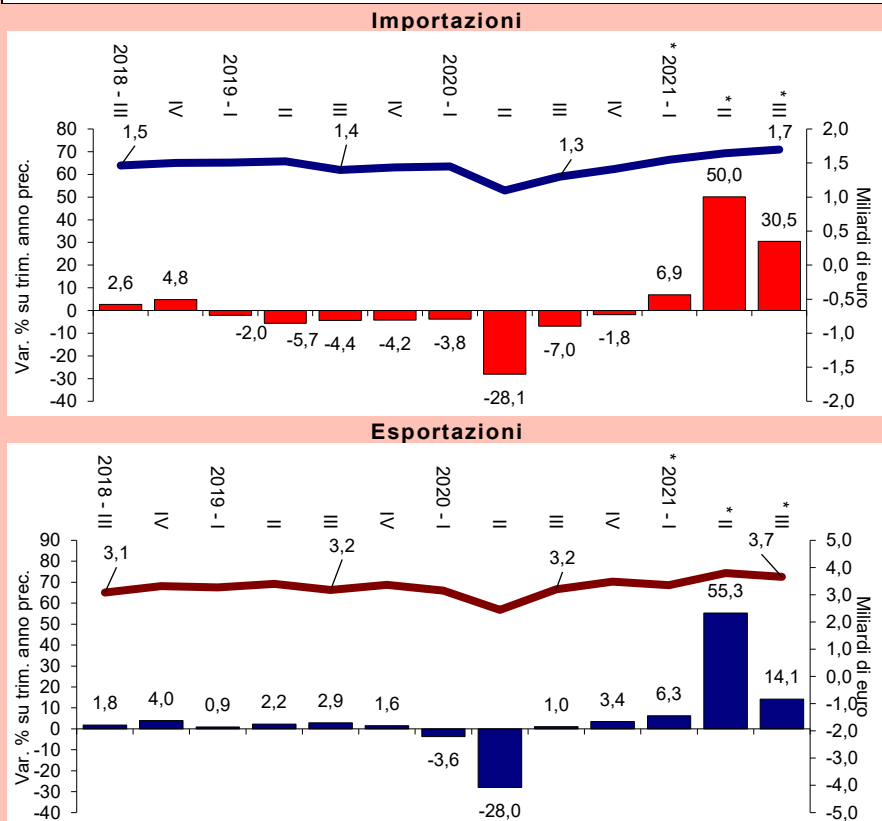 Importazioni
2018 - III
IV
2019 - I
II
III
IV
2020 - I
II
III
IV
* 2021 - I
*II
*III
Var. % su trim. anno prec.
80
70
60
50
40
30
20
10
0
-10
-20
-30
-40
1,5
1,4
1,3
1,7
2,6
4,8
-2,0
-5,7
-4,4
-4,2
-3,8
-28,1
-7,0
-1,8
6,9
50,0
30,5
2,0
1,5
1,0
0,5
0,0
-0,5
-1,0
-1,5
-2,0
Miliardi di euro
Esportazioni
2018 - III
IV
2019 - I
II
III
IV
2020 - I
II
III
IV
* 2021 - I
*II
*III
Var. % su trim. anno prec.
90
80
70
60
50
40
30
20
10
0
-10
-20
-30
-40
3,1
3,2
3,2
3,7
1,8
4,0
0,9
2,2
2,9
1,6
-3,6
-28,0
1,0
3,4
6,3
55,3
14,1
5,0
4,0
3,0
2,0
1,0
0,0
-1,0
-2,0
-3,0
-4,0
-5,0
Miliardi di euro